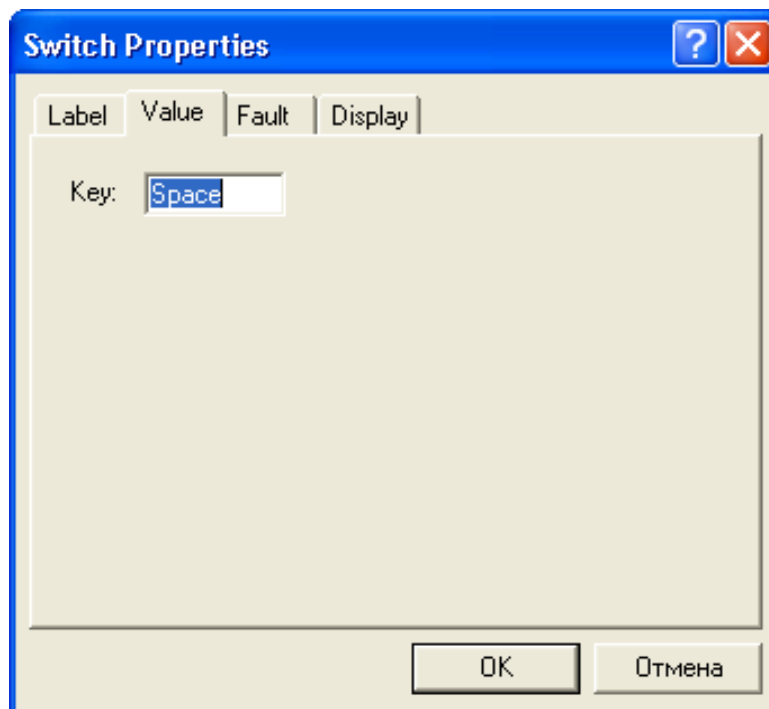 Switch Properties
Label Value Fault Display
Key: Space
OK Отмена